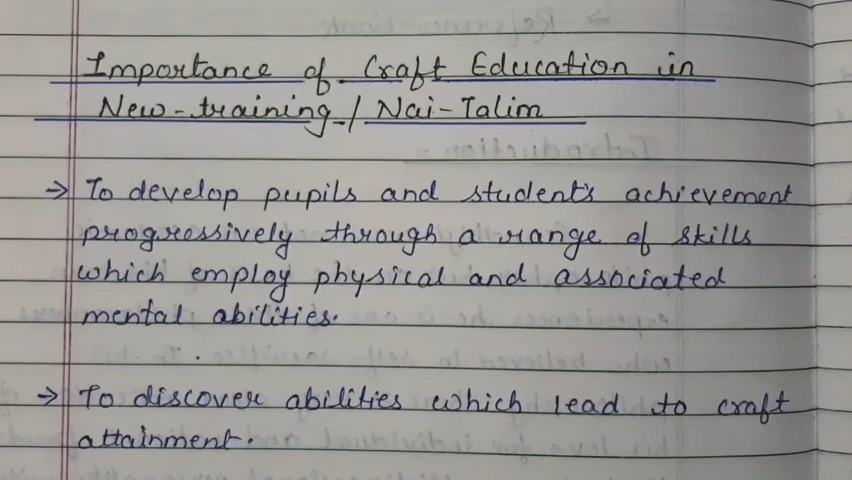 Importance of Craft Education in
New-training / Nai-Talim
→ To develop pupils and student's achievement
progressively through a range of skills
which employ physical and associated
mental abilities.
→ To discover abilities which lead to craft
attainment.